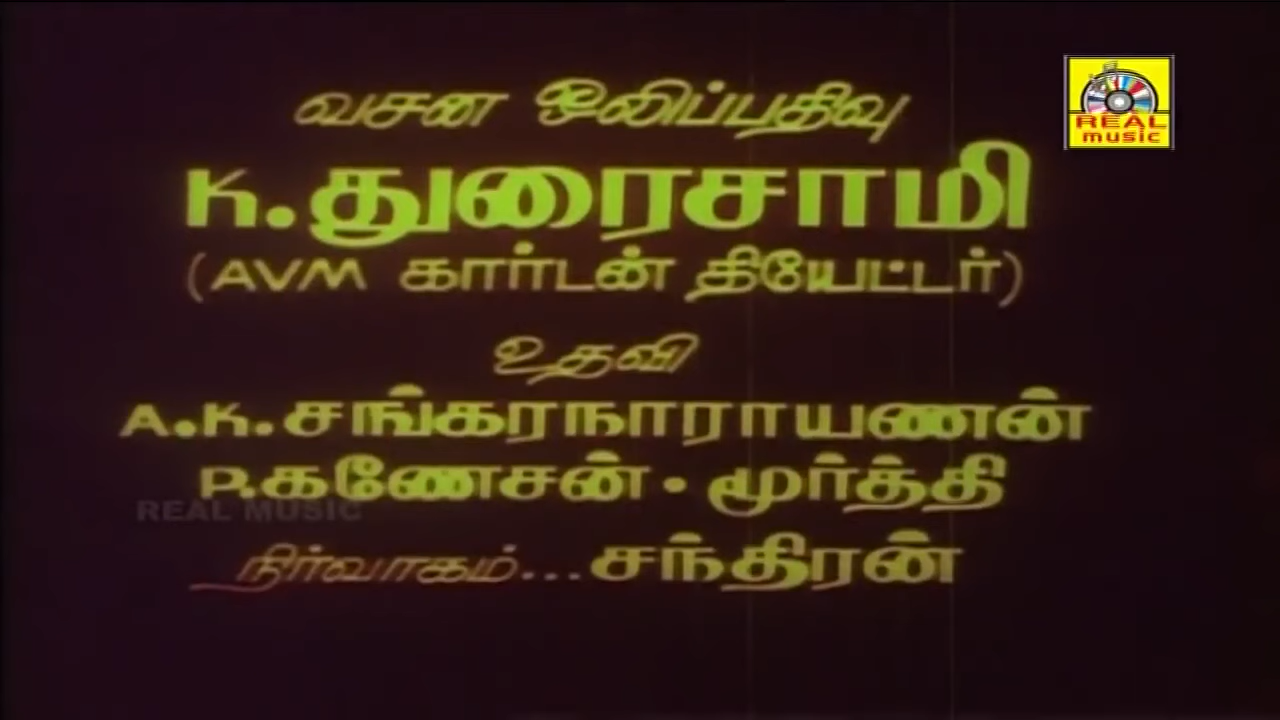 வசன ஒலிப்பதிவு
REAL
music
K.துரைசாமி
(AVM கார்டன் தியேட்டர்)
உதவி
A.K.சங்கரநாராயணன்
P.கணேசன் • மூர்த்தி
REAL MUSIC
நிர்வாகம்... சந்திரன்